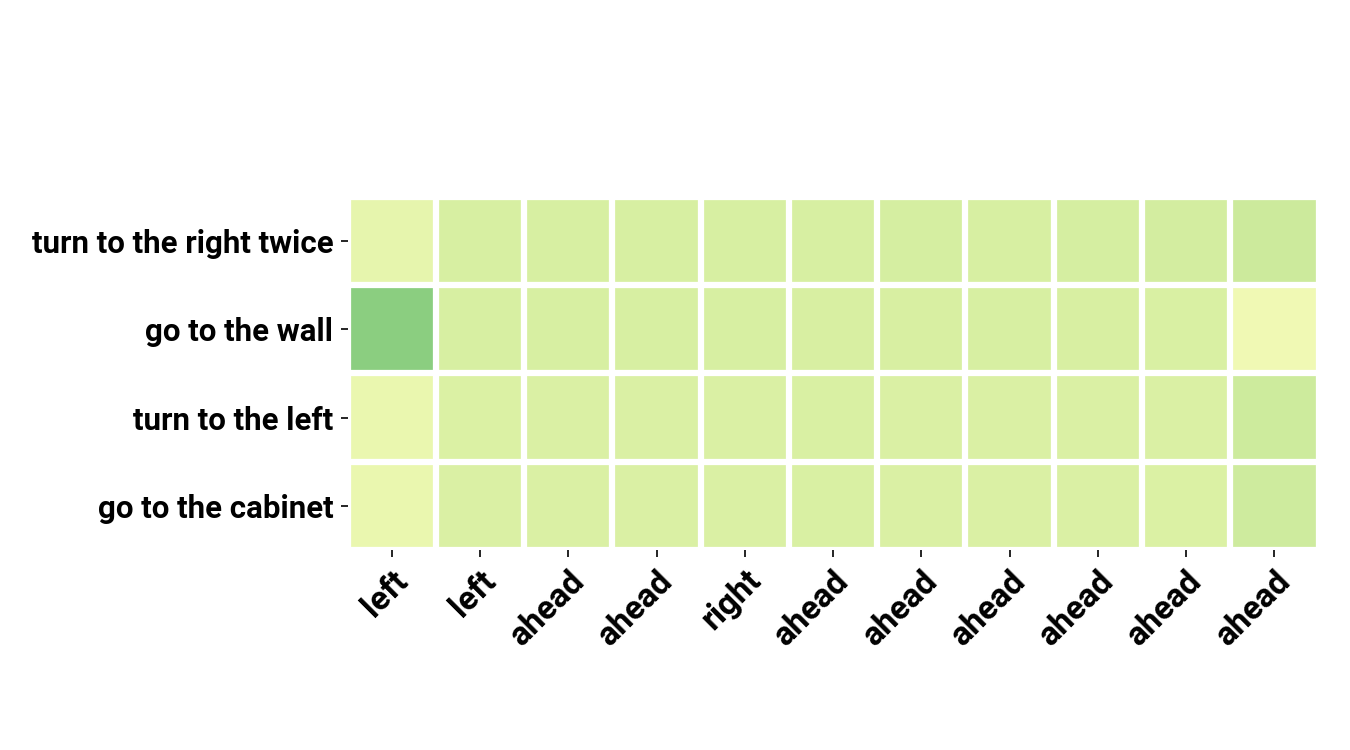 turn to the right twice
go to the wall
turn to the left
go to the cabinet
left
left
ahead
ahead
right
ahead
ahead
ahead
ahead
ahead
ahead